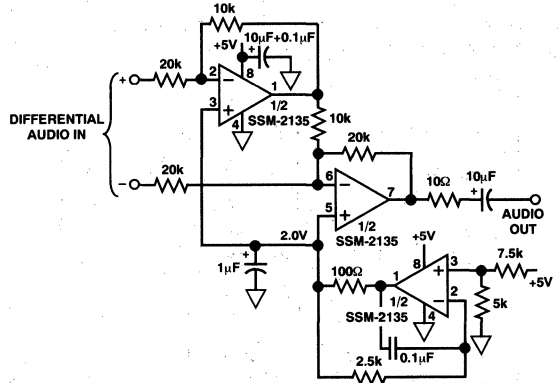 10k
+5V
+
10μF+0.1μF
+
20k
2
8
−
1
3
+
1/2
SSM-2135
4
10k
DIFFERENTIAL
AUDIO IN
20k
−
20k
6
−
7
10Ω
10μF
+
5
+
1/2
SSM-2135
AUDIO
OUT
2.0V
+
1μF
+5V
8
3
7.5k
+5V
100Ω
1
+
2
−
1/2
SSM-2135
4
5k
0.1μF
2.5k